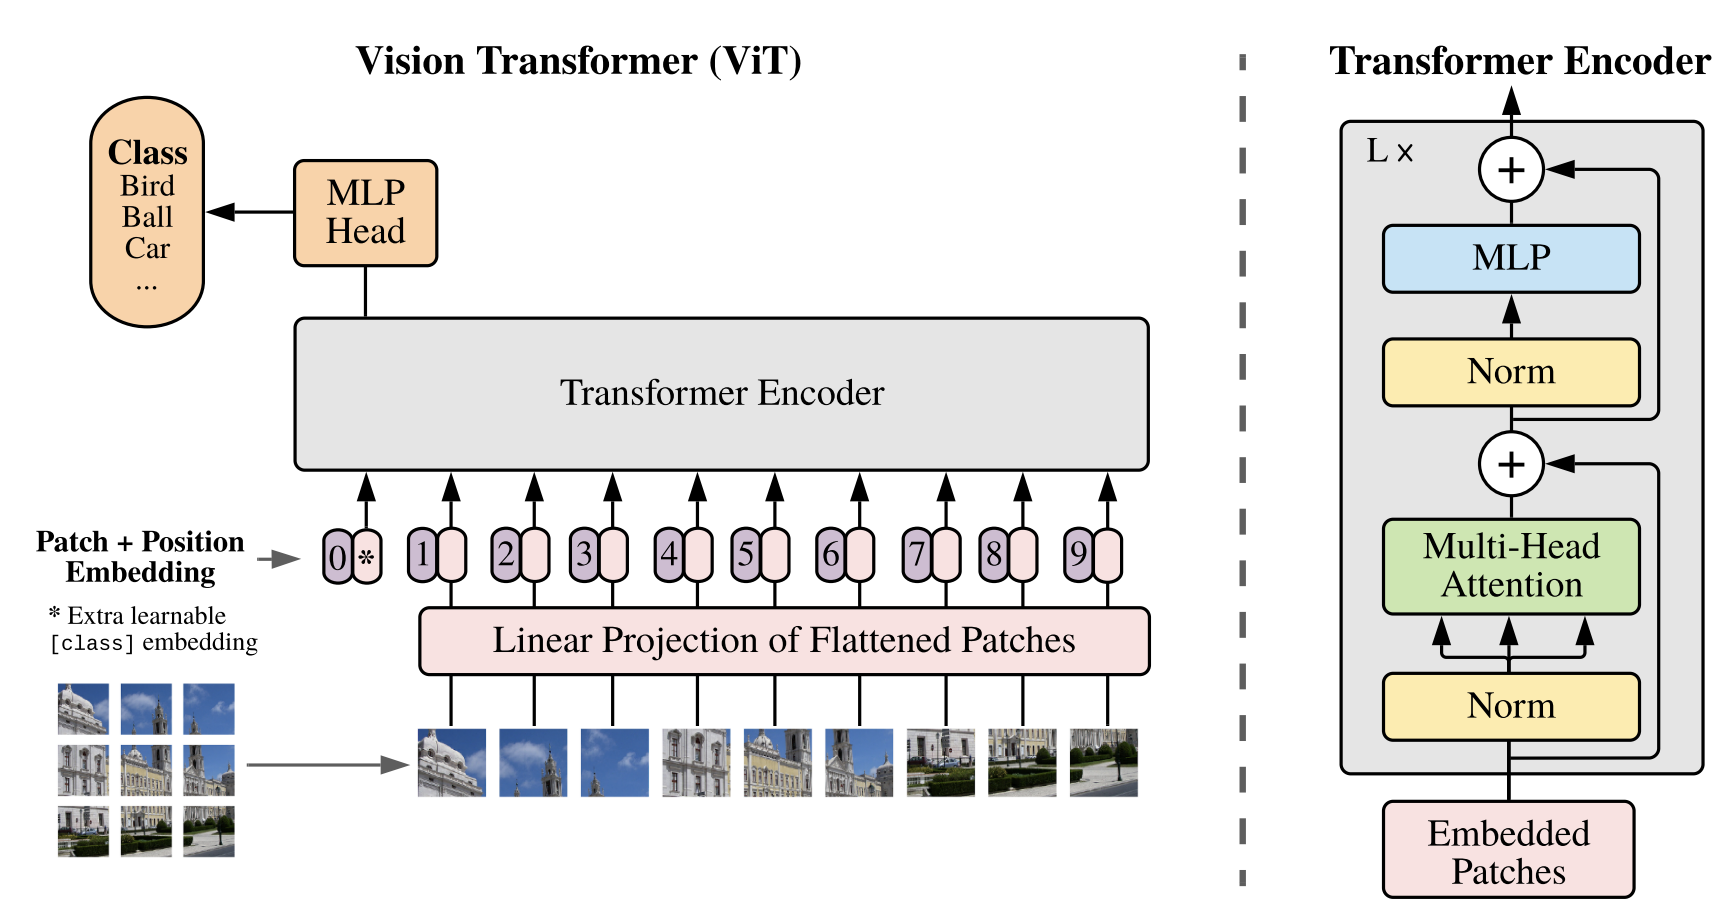 Vision Transformer (ViT)
Class
Bird
Ball
Car
...
MLP
Head
Transformer Encoder
Patch + Position
Embedding
* Extra learnable
[class] embedding
0 * 1 2 3 4 5 6 7 8 9
Linear Projection of Flattened Patches
Transformer Encoder
L ×
+
MLP
Norm
+
Multi-Head
Attention
Norm
Embedded
Patches